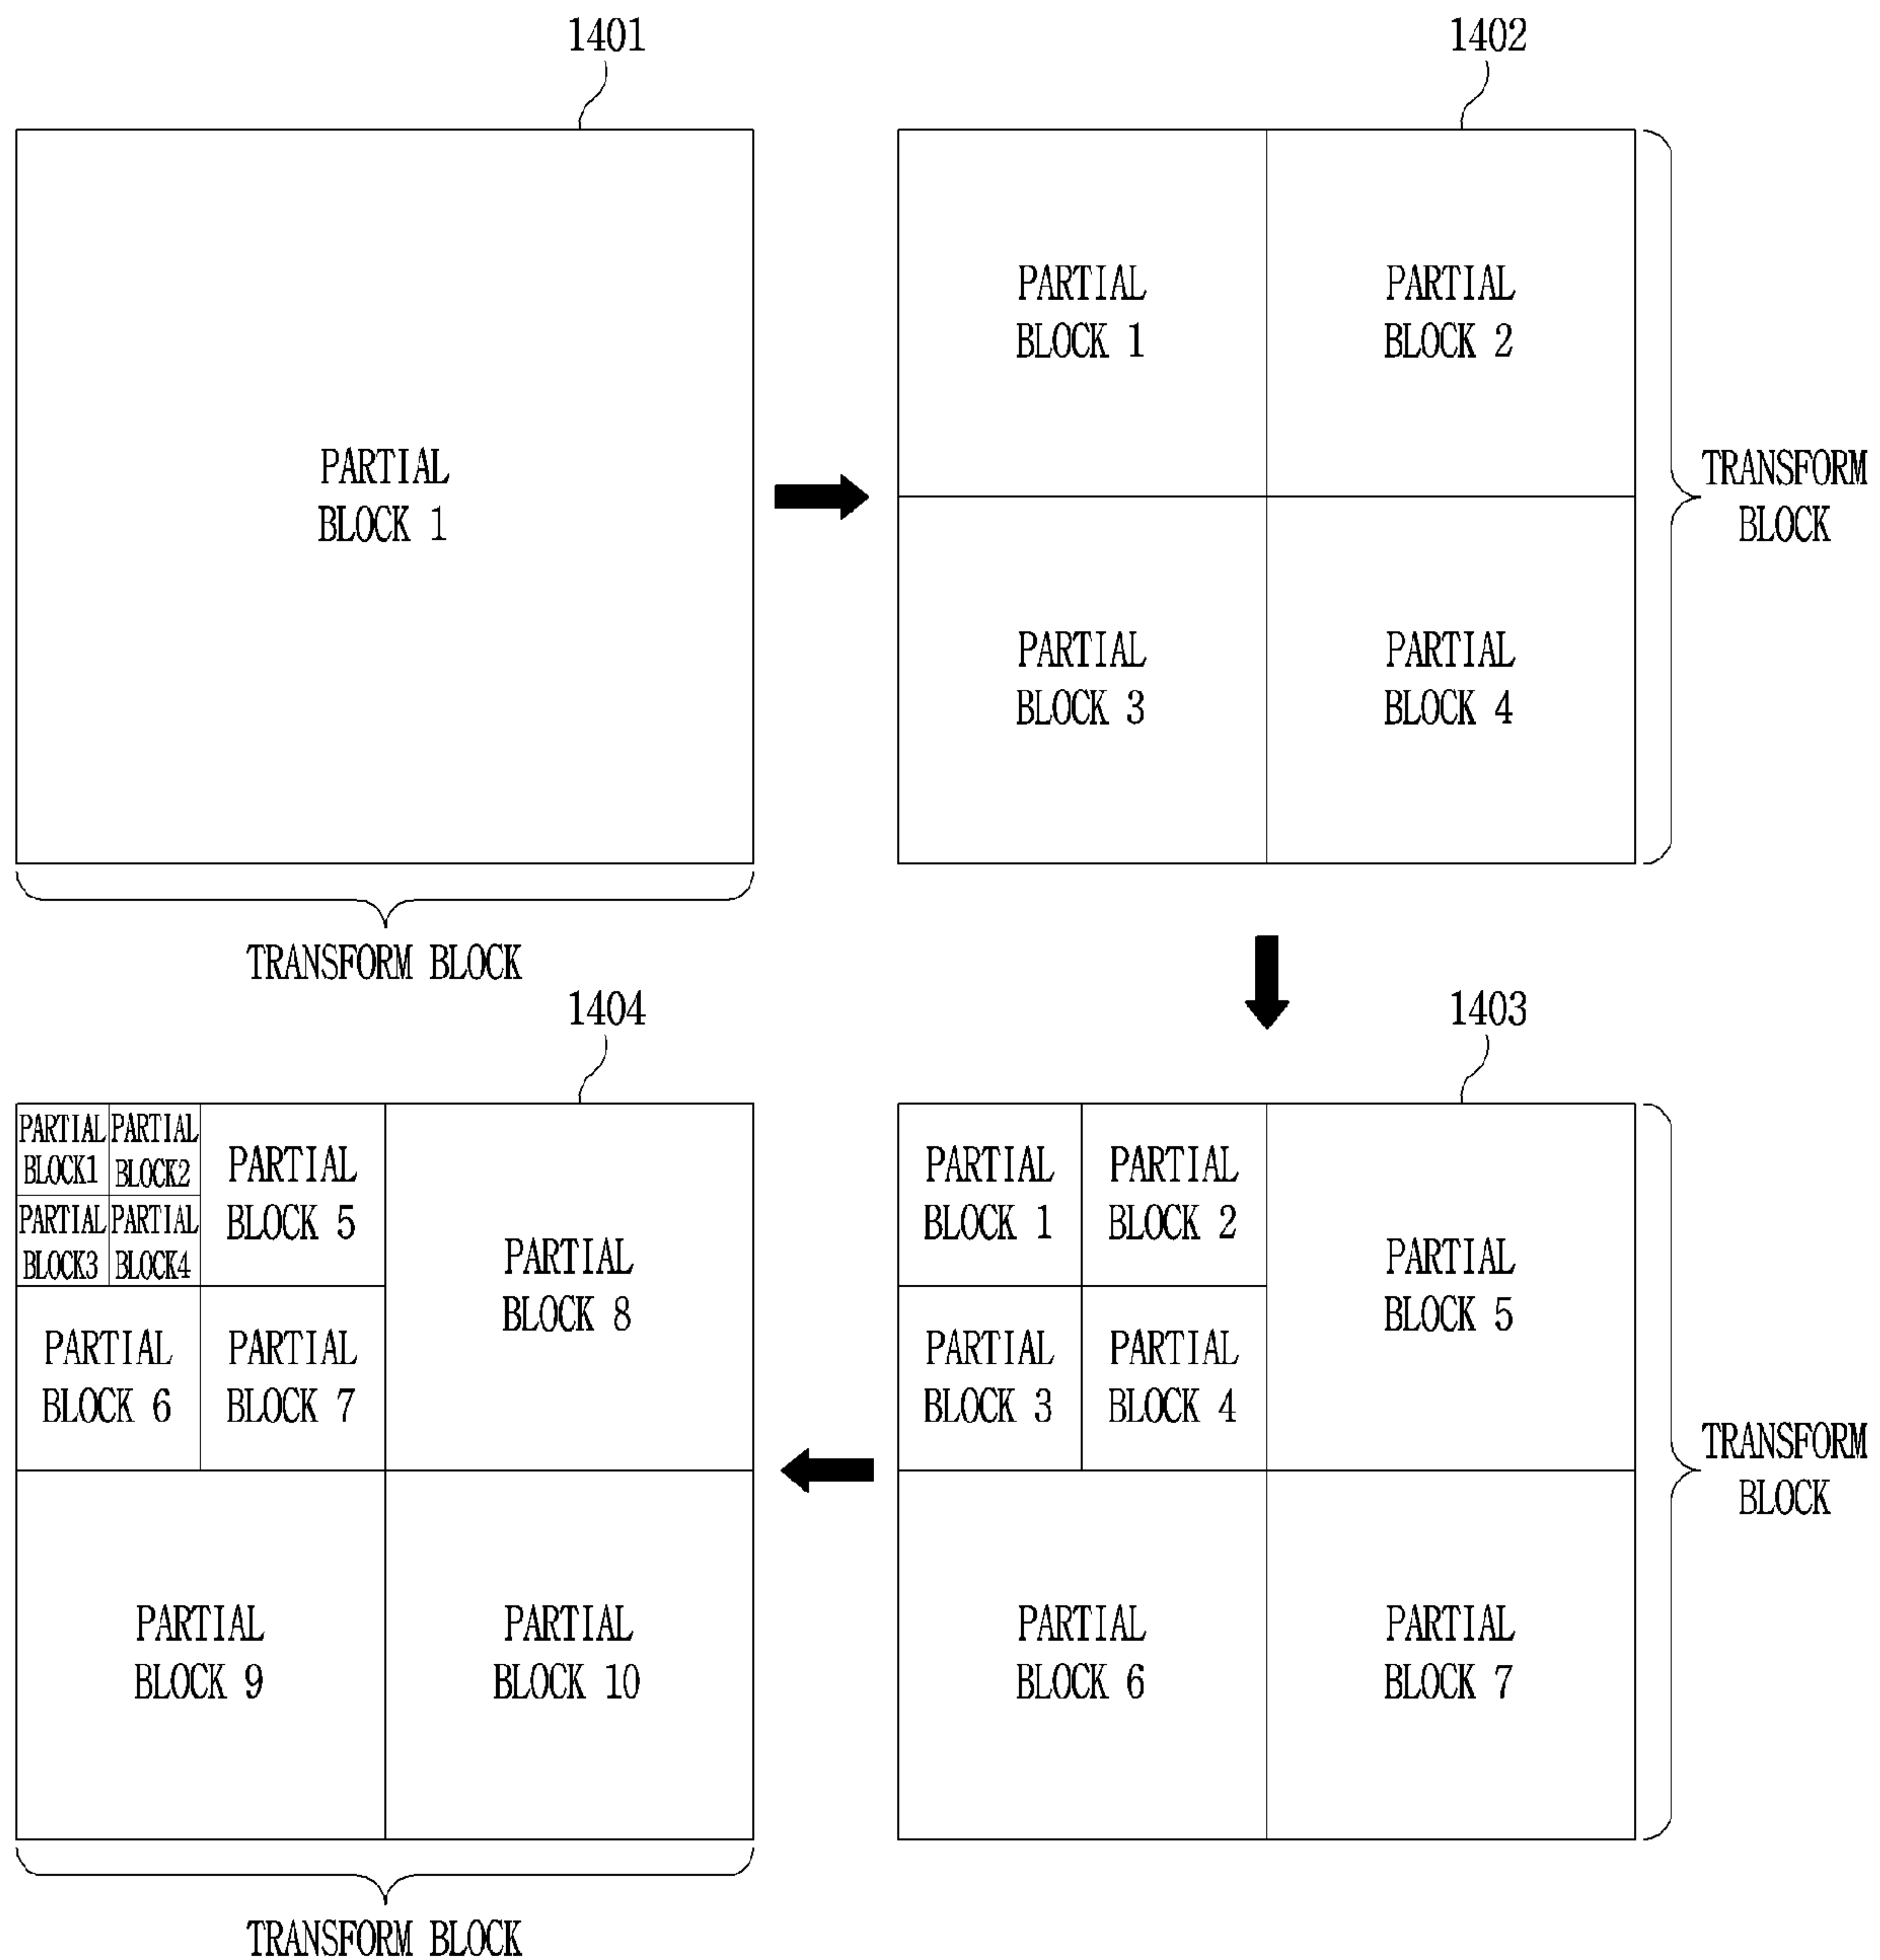 1401
1402
PARTIAL
BLOCK 1
PARTIAL
BLOCK 1
PARTIAL
BLOCK 2
PARTIAL
BLOCK 3
PARTIAL
BLOCK 4
TRANSFORM
BLOCK
TRANSFORM BLOCK
1404
1403
PARTIAL
BLOCK1
PARTIAL
BLOCK2
PARTIAL
BLOCK3
PARTIAL
BLOCK4
PARTIAL
BLOCK 5
PARTIAL
BLOCK 6
PARTIAL
BLOCK 7
PARTIAL
BLOCK 8
PARTIAL
BLOCK 9
PARTIAL
BLOCK 10
TRANSFORM BLOCK
PARTIAL
BLOCK 1
PARTIAL
BLOCK 2
PARTIAL
BLOCK 3
PARTIAL
BLOCK 4
PARTIAL
BLOCK 5
PARTIAL
BLOCK 6
PARTIAL
BLOCK 7
TRANSFORM
BLOCK